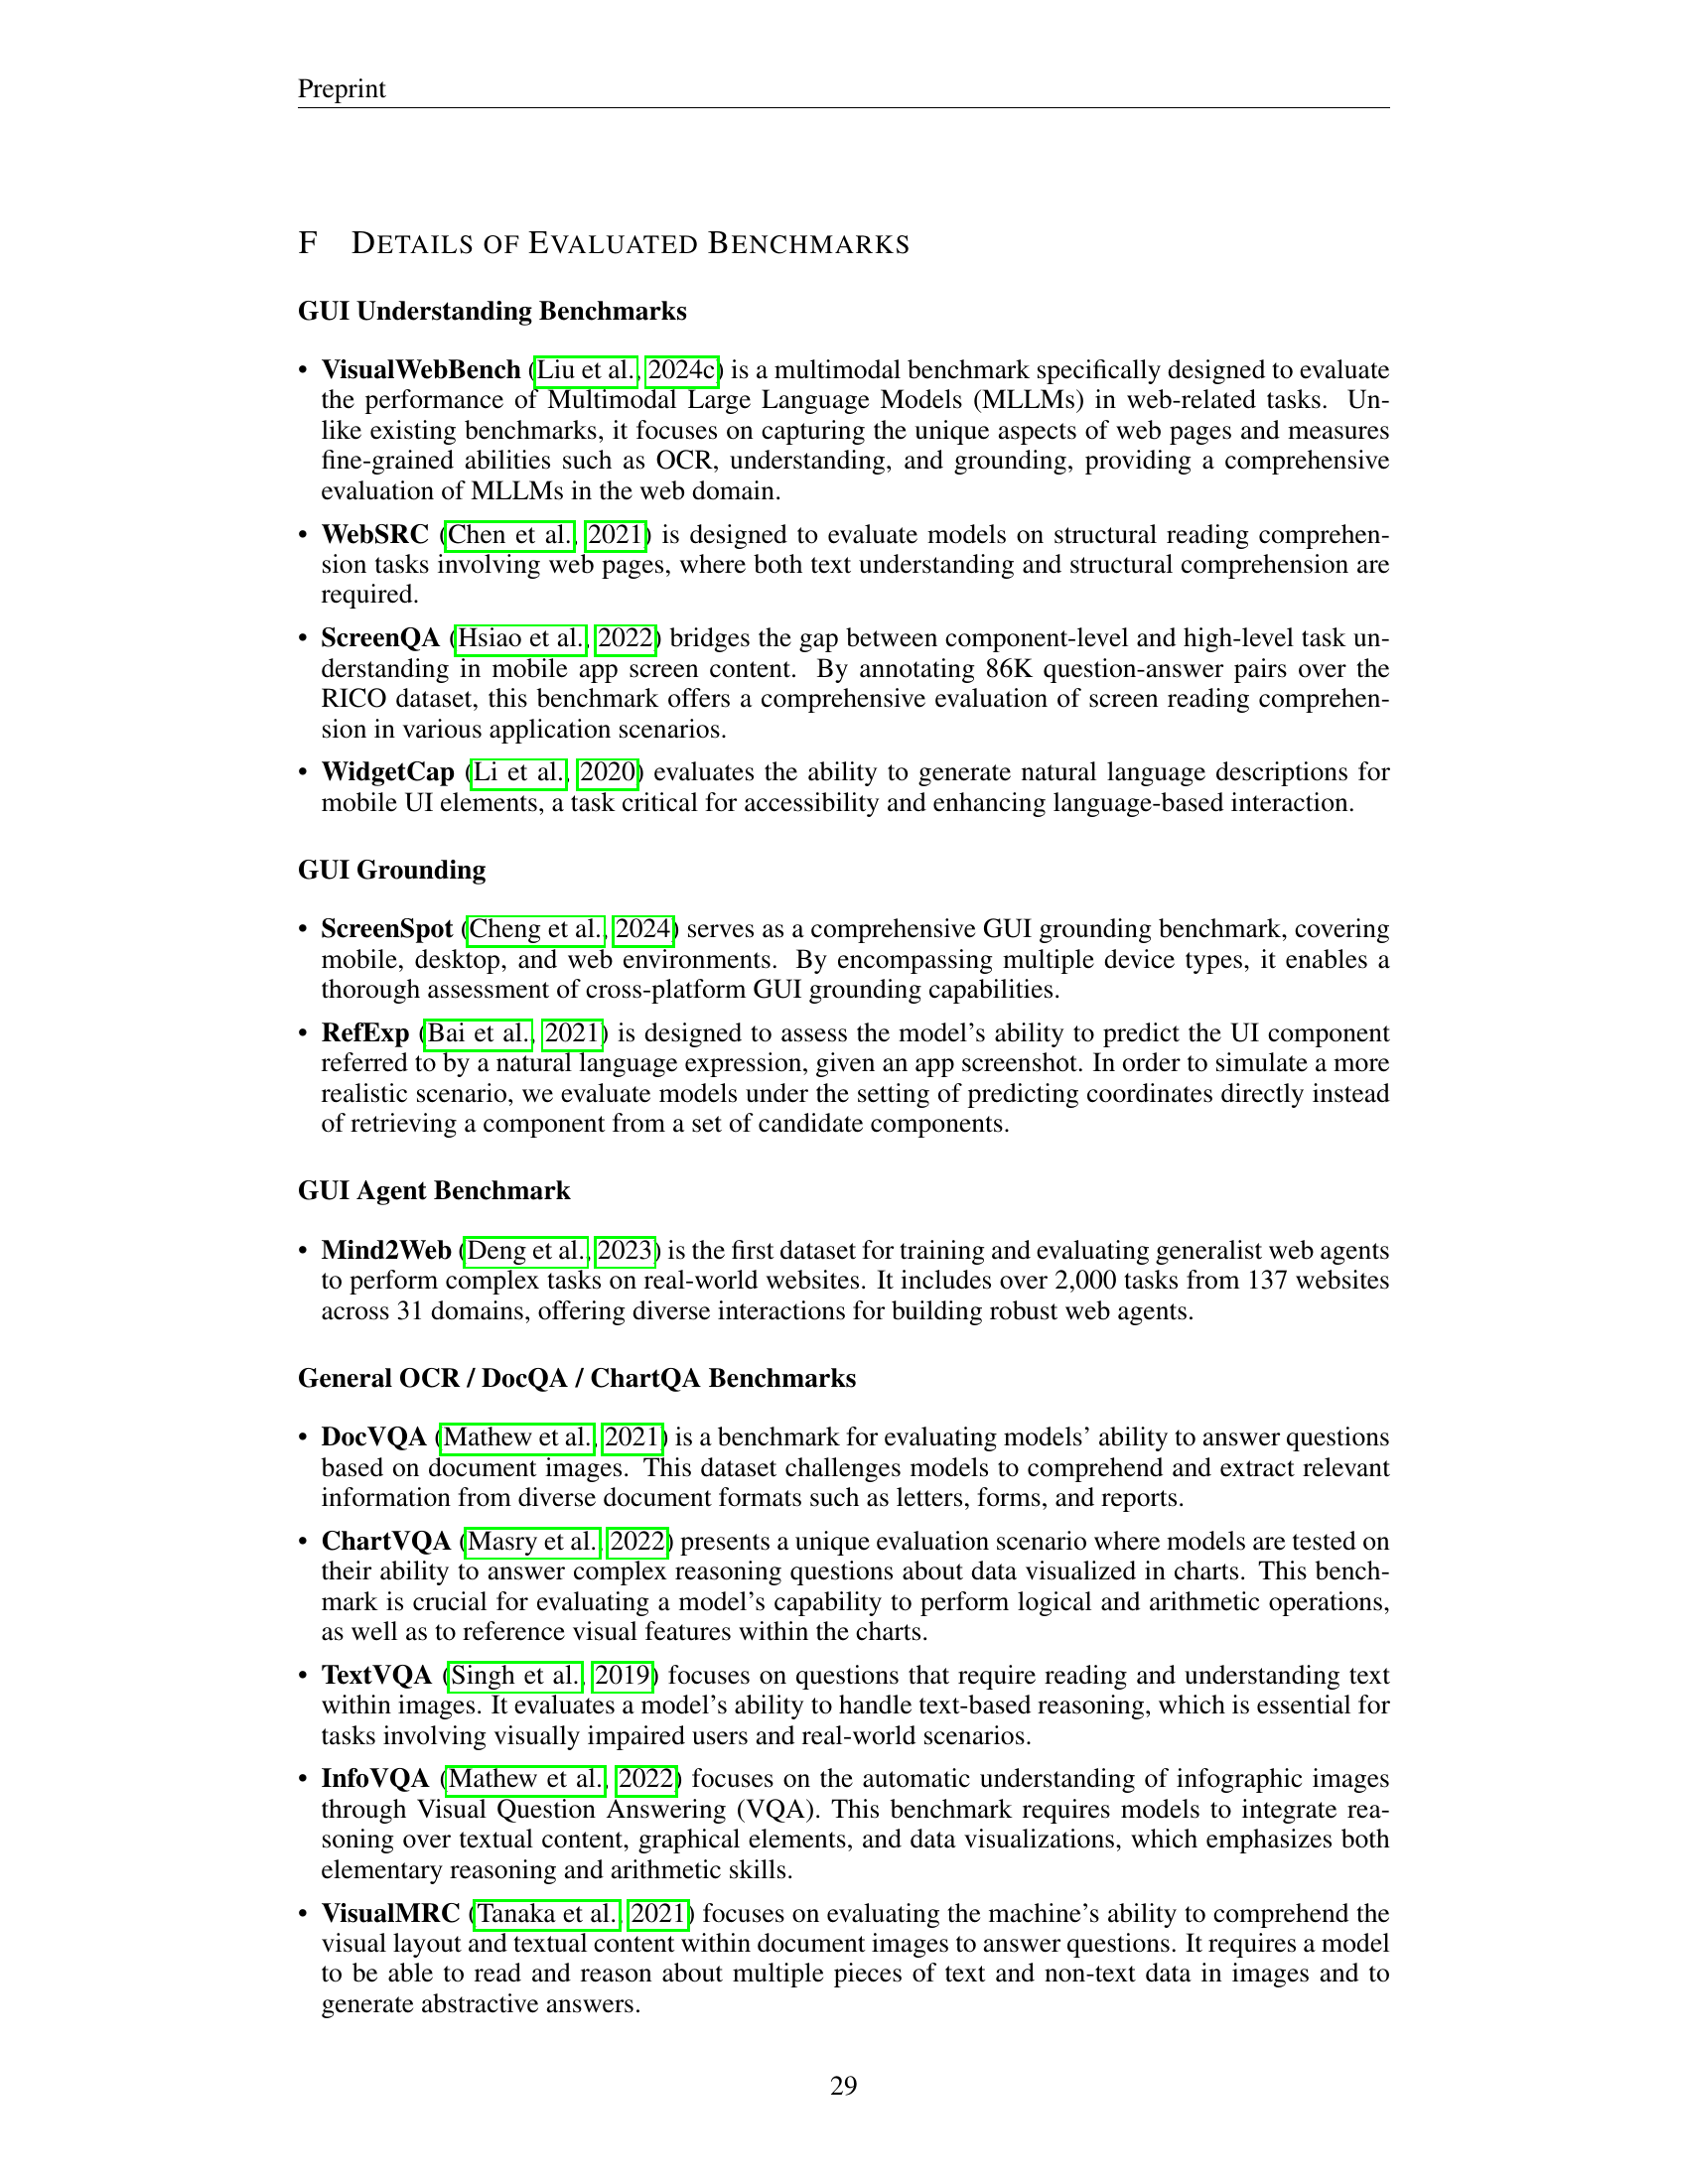 Preprint
F DETAILS OF EVALUATED BENCHMARKS
GUI Understanding Benchmarks
• VisualWebBench (Liu et al., 2024c) is a multimodal benchmark specifically designed to evaluate
the performance of Multimodal Large Language Models (MLLMs) in web-related tasks. Un-
like existing benchmarks, it focuses on capturing the unique aspects of web pages and measures
fine-grained abilities such as OCR, understanding, and grounding, providing a comprehensive
evaluation of MLLMs in the web domain.
• WebSRC (Chen et al., 2021) is designed to evaluate models on structural reading comprehen-
sion tasks involving web pages, where both text understanding and structural comprehension are
required.
• ScreenQA (Hsiao et al., 2022) bridges the gap between component-level and high-level task un-
derstanding in mobile app screen content. By annotating 86K question-answer pairs over the
RICO dataset, this benchmark offers a comprehensive evaluation of screen reading comprehen-
sion in various application scenarios.
• WidgetCap (Li et al., 2020) evaluates the ability to generate natural language descriptions for
mobile UI elements, a task critical for accessibility and enhancing language-based interaction.
GUI Grounding
• ScreenSpot (Cheng et al., 2024) serves as a comprehensive GUI grounding benchmark, covering
mobile, desktop, and web environments. By encompassing multiple device types, it enables a
thorough assessment of cross-platform GUI grounding capabilities.
• RefExp (Bai et al., 2021) is designed to assess the model's ability to predict the UI component
referred to by a natural language expression, given an app screenshot. In order to simulate a more
realistic scenario, we evaluate models under the setting of predicting coordinates directly instead
of retrieving a component from a set of candidate components.
GUI Agent Benchmark
• Mind2Web (Deng et al., 2023) is the first dataset for training and evaluating generalist web agents
to perform complex tasks on real-world websites. It includes over 2,000 tasks from 137 websites
across 31 domains, offering diverse interactions for building robust web agents.
General OCR / DocQA / ChartQA Benchmarks
• DocVQA (Mathew et al., 2021) is a benchmark for evaluating models' ability to answer questions
based on document images. This dataset challenges models to comprehend and extract relevant
information from diverse document formats such as letters, forms, and reports.
• ChartVQA (Masry et al., 2022) presents a unique evaluation scenario where models are tested on
their ability to answer complex reasoning questions about data visualized in charts. This bench-
mark is crucial for evaluating a model's capability to perform logical and arithmetic operations,
as well as to reference visual features within the charts.
• TextVQA (Singh et al., 2019) focuses on questions that require reading and understanding text
within images. It evaluates a model's ability to handle text-based reasoning, which is essential for
tasks involving visually impaired users and real-world scenarios.
• InfoVQA (Mathew et al., 2022) focuses on the automatic understanding of infographic images
through Visual Question Answering (VQA). This benchmark requires models to integrate rea-
soning over textual content, graphical elements, and data visualizations, which emphasizes both
elementary reasoning and arithmetic skills.
• VisualMRC (Tanaka et al., 2021) focuses on evaluating the machine's ability to comprehend the
visual layout and textual content within document images to answer questions. It requires a model
to be able to read and reason about multiple pieces of text and non-text data in images and to
generate abstractive answers.
29